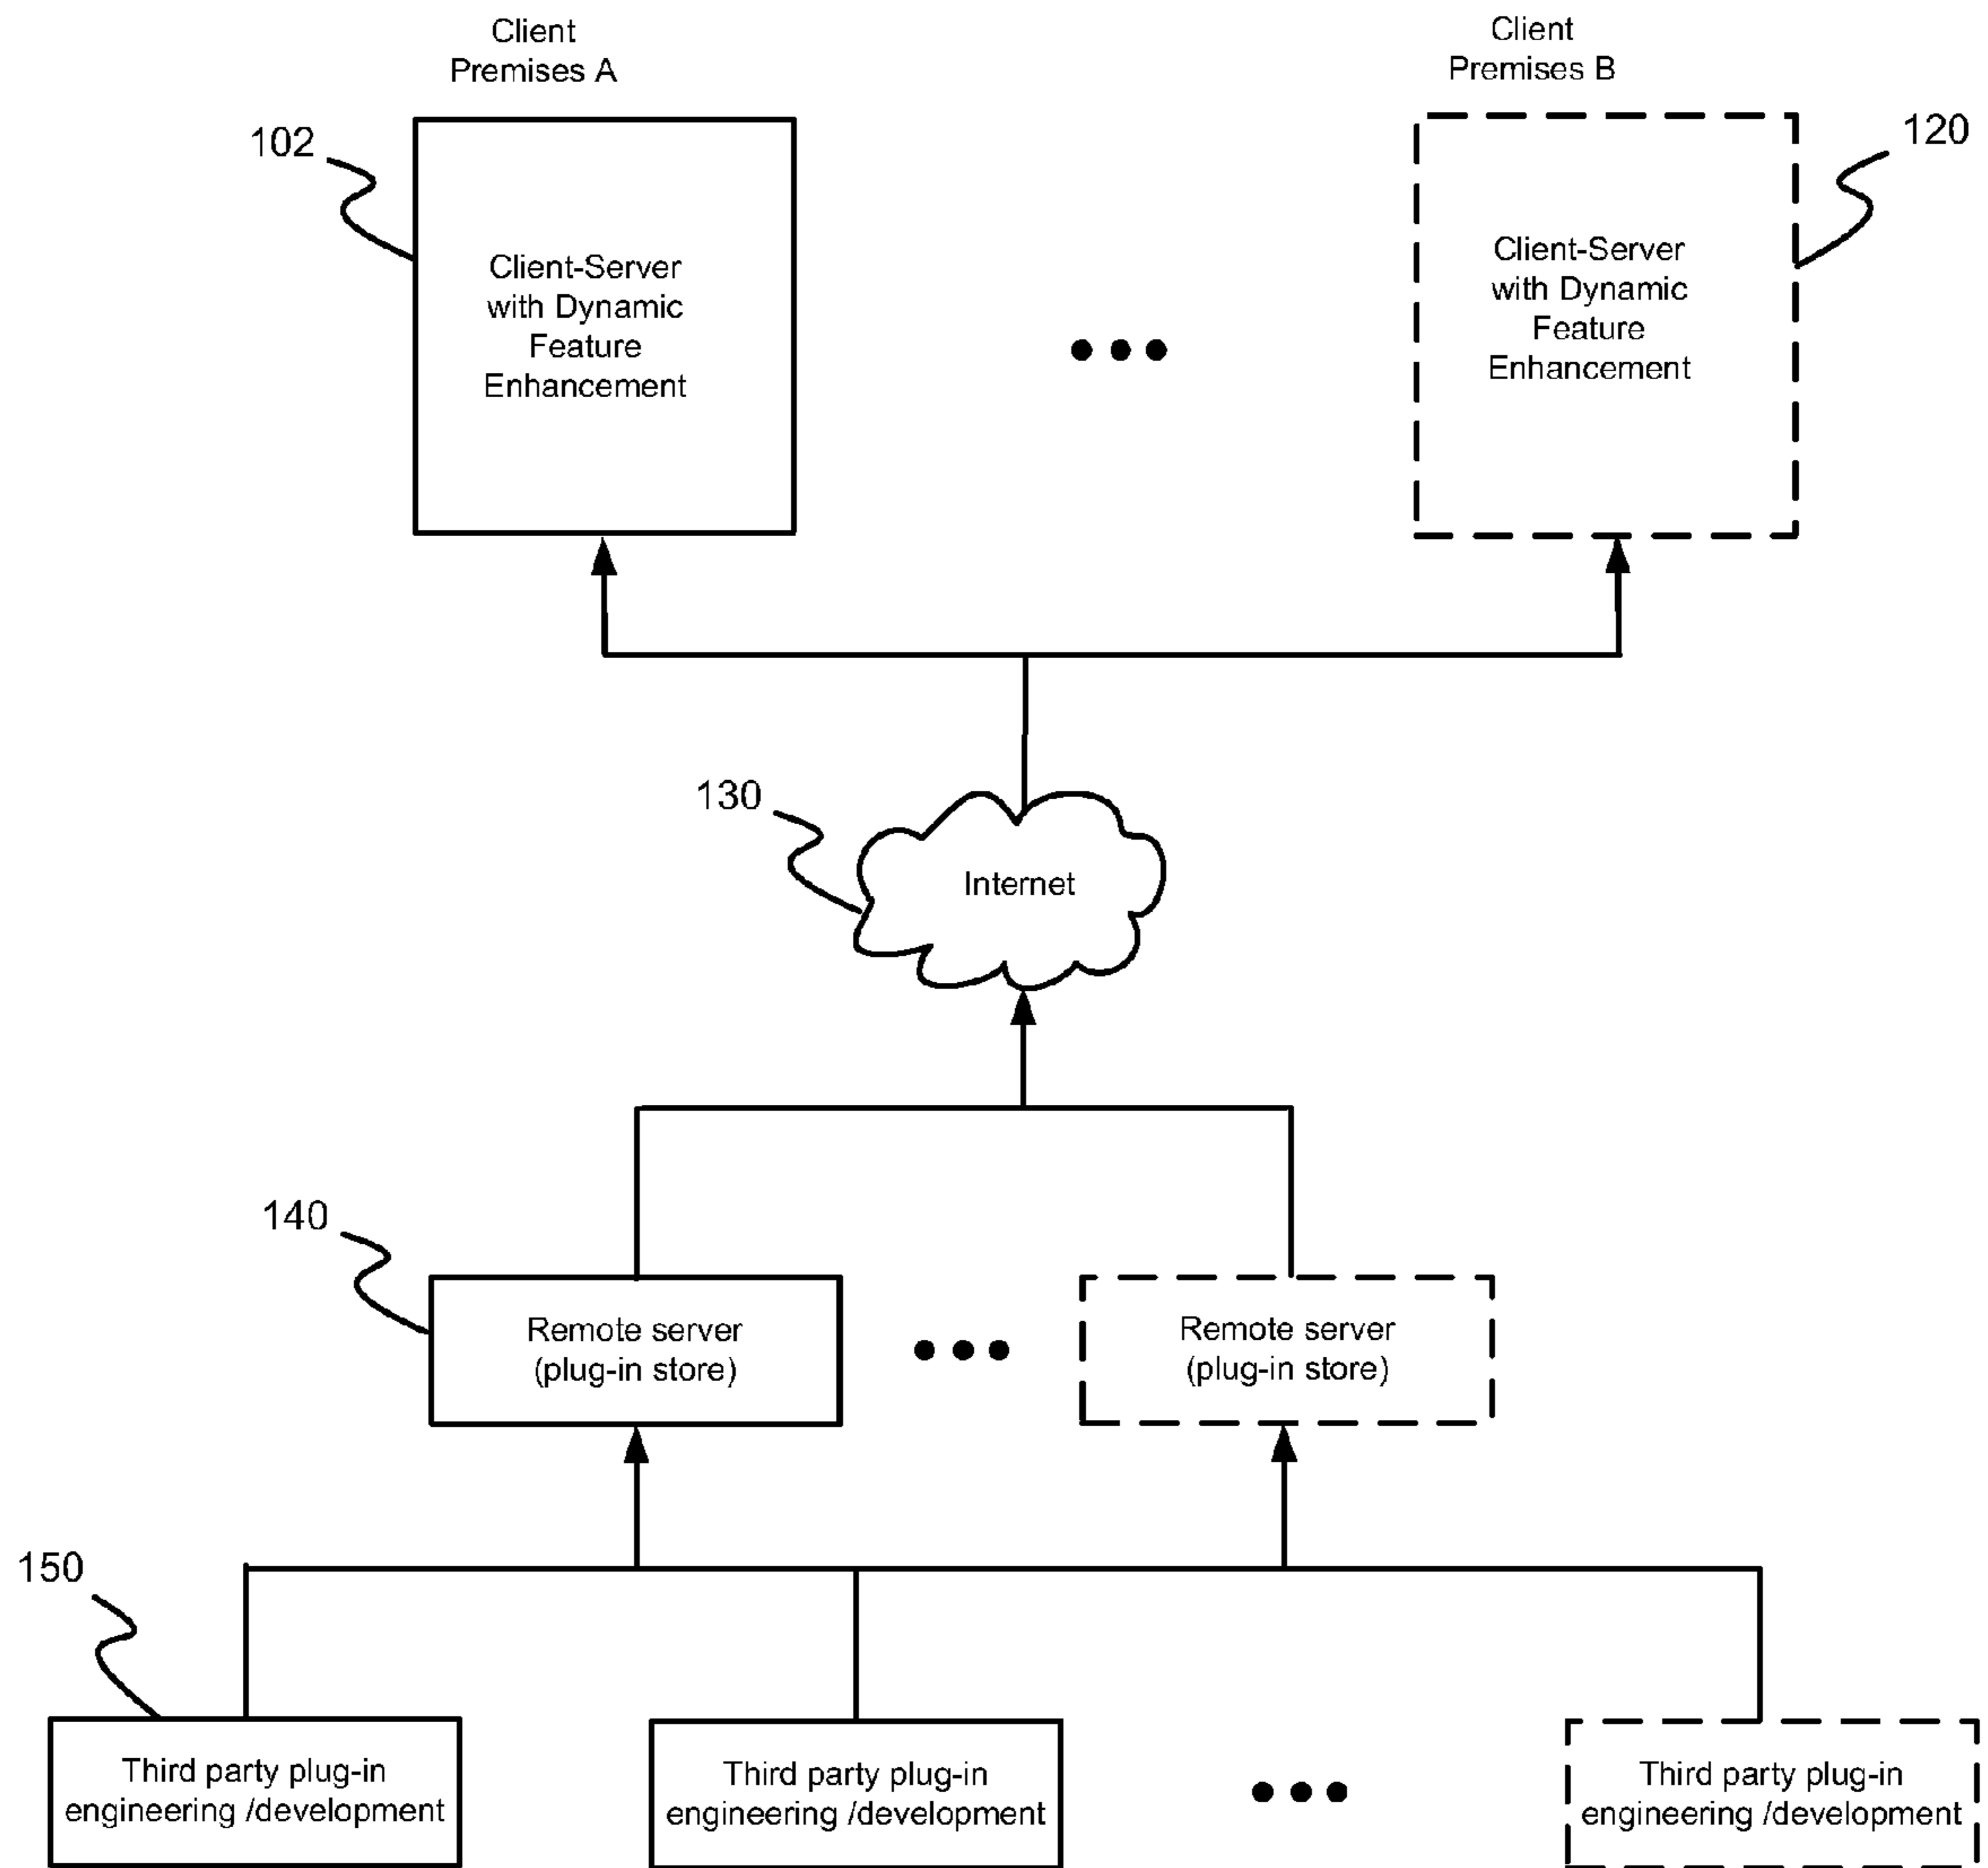 Client
Premises A
Client
Premises B
102
120
Client-Server
with Dynamic
Feature
Enhancement
Client-Server
with Dynamic
Feature
Enhancement
130
Internet
140
Remote server
(plug-in store)
Remote server
(plug-in store)
150
Third party plug-in
engineering /development
Third party plug-in
engineering /development
Third party plug-in
engineering /development